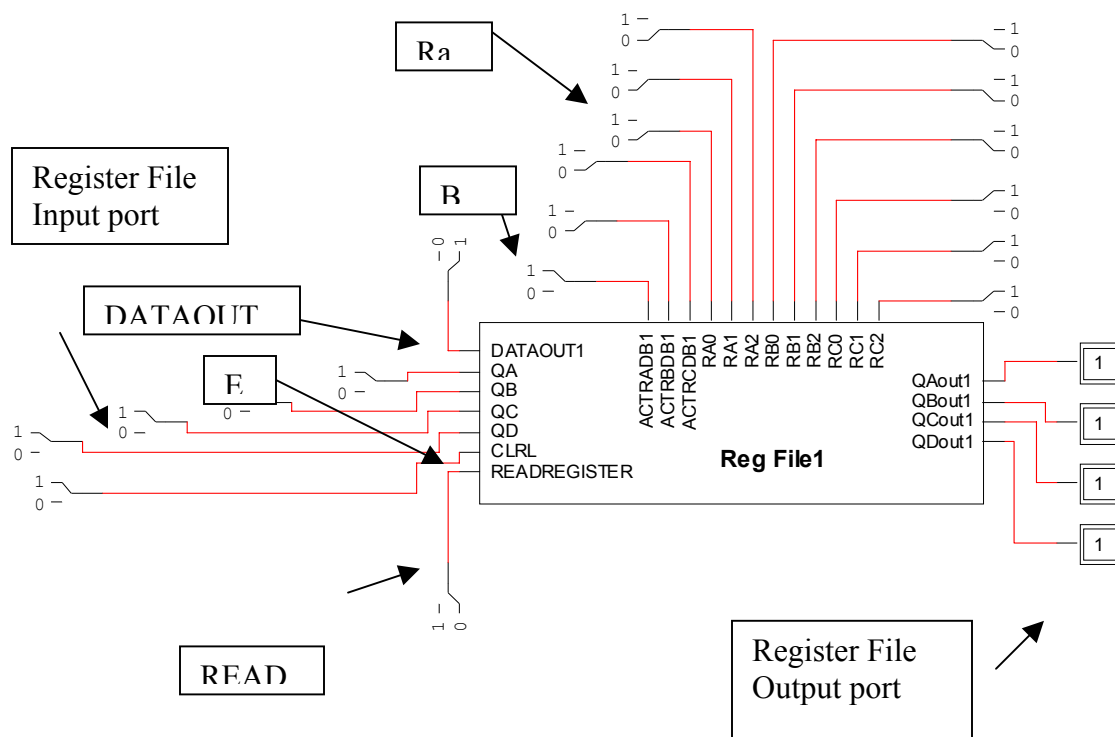 Ra
B
Register File
Input port
DATAOUT
E
READ
Register File
Output port
1
0
1
0
1
0
1
0
1
0
1
0
1
0
1
0
1
0
1
0
1
0
1
0
0 1
1
0
0
1
0
1
0
1
0
1 0
ACTRADB1
ACTRBDB1
ACTRCDB1
RA0
RA1
RA2
RB0
RB1
RB2
RC0
RC1
RC2
DATAOUT1
QA
QB
QC
QD
CLRL
READREGISTER
Reg File1
QAout1
QBout1
QCout1
QDout1
1
1
1
1